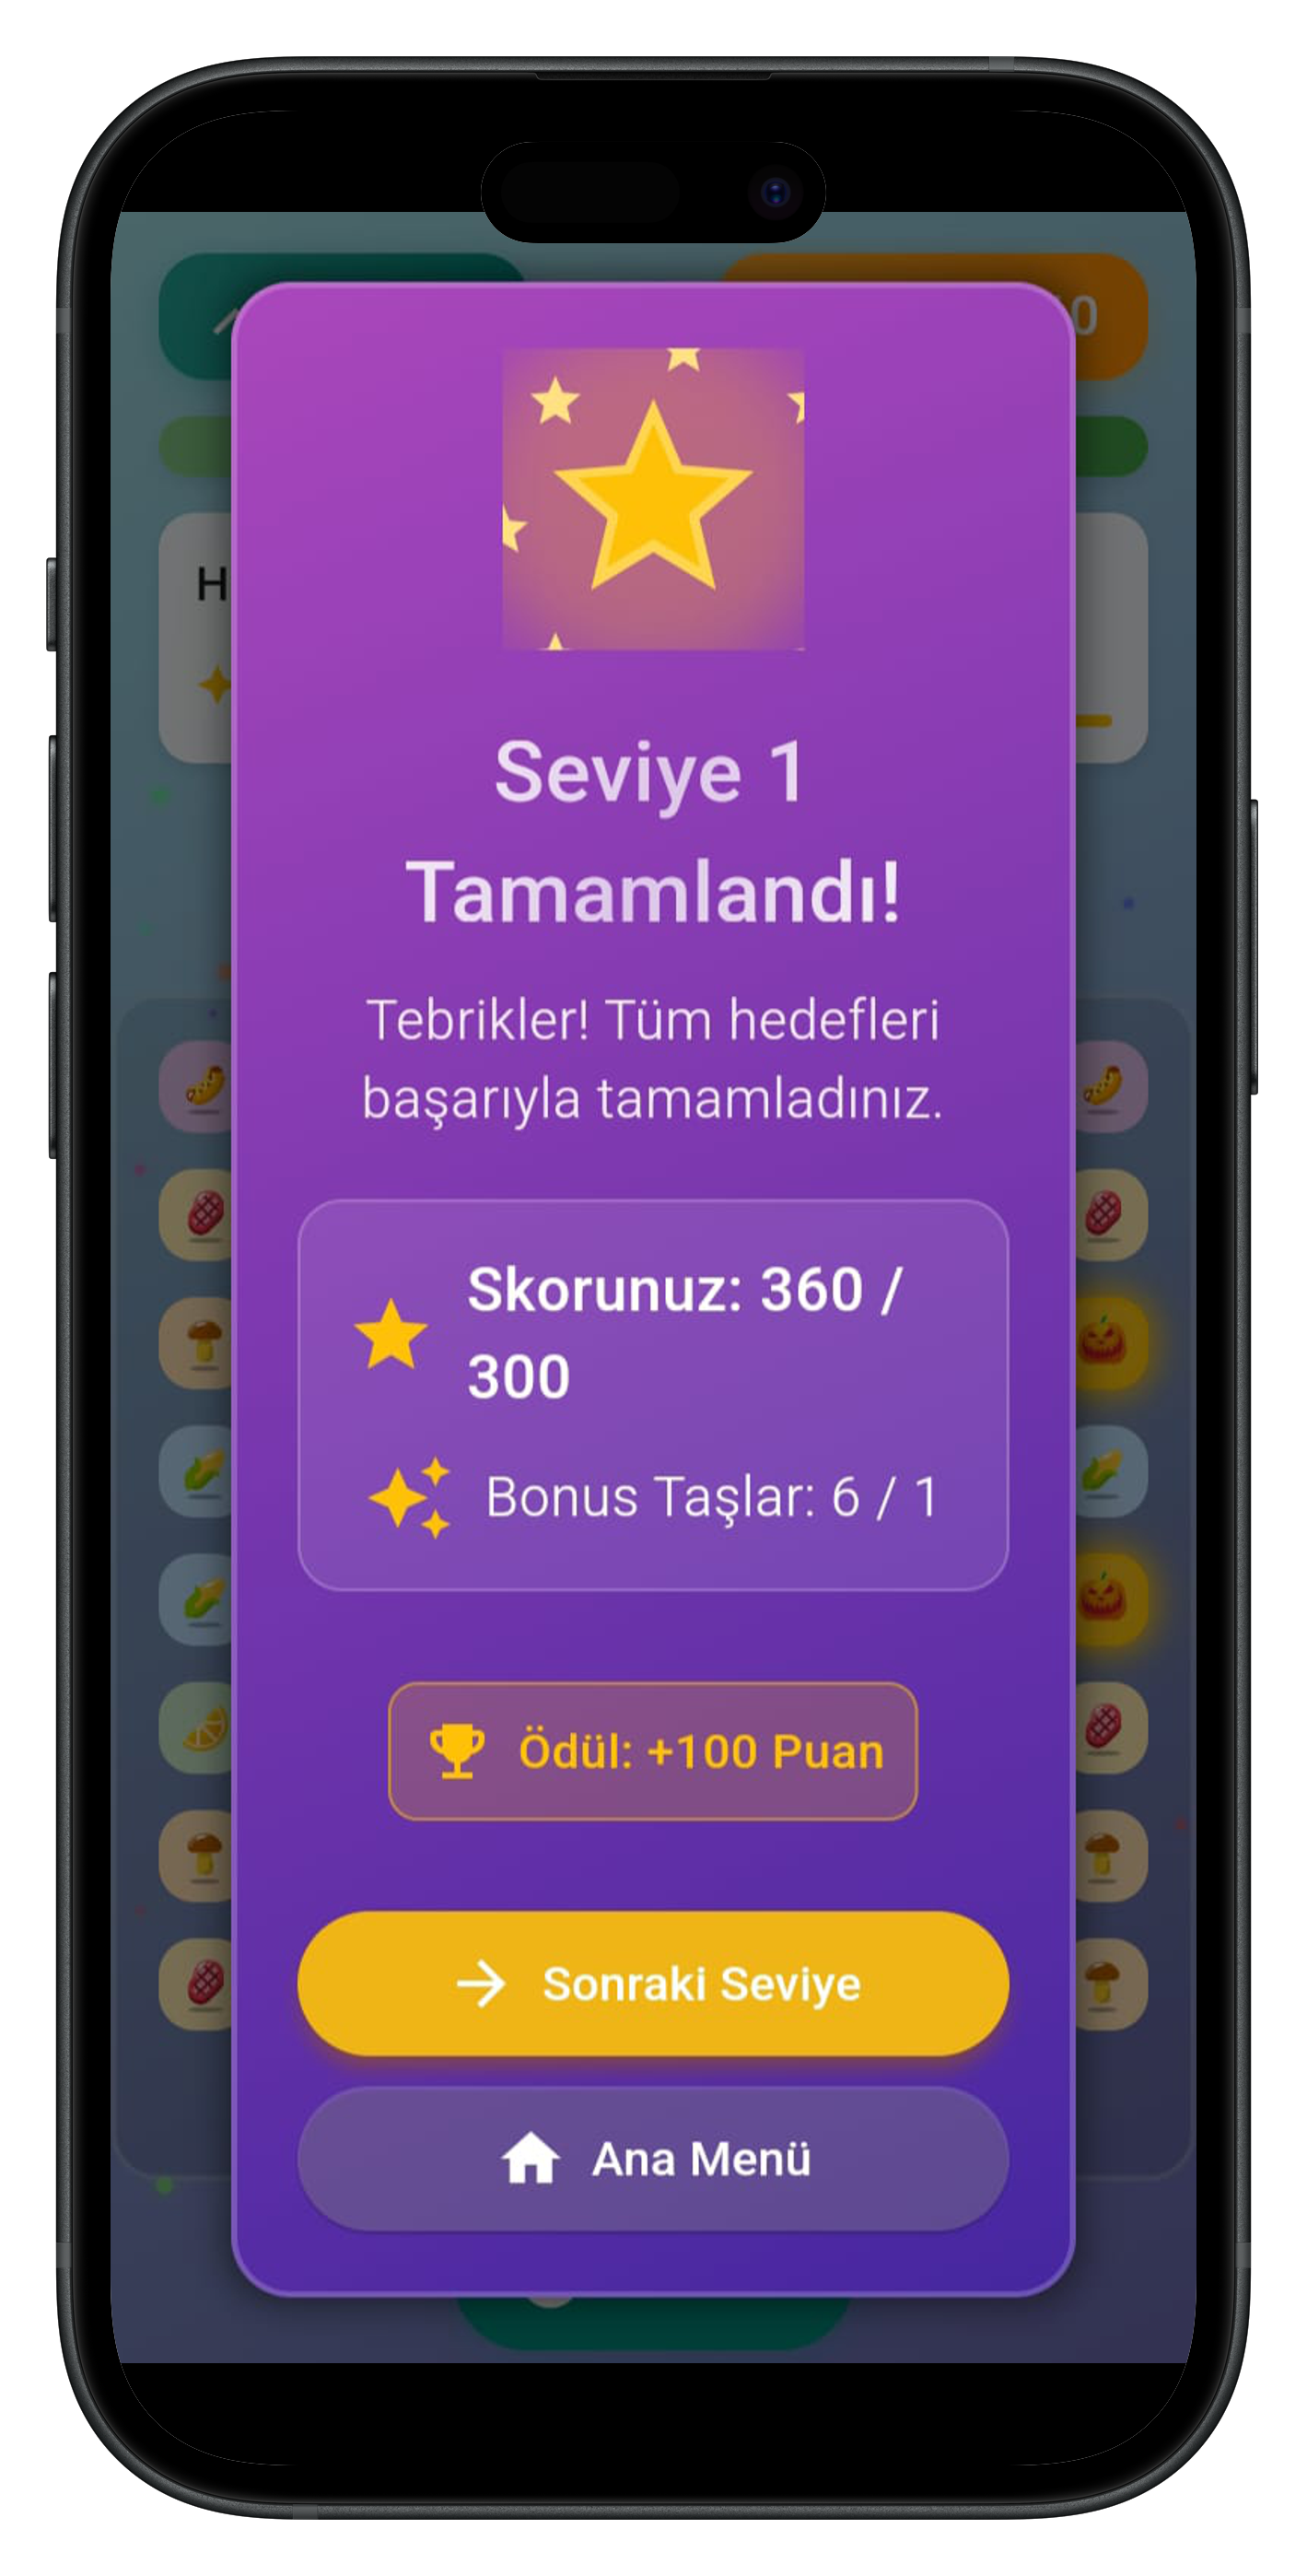 Seviye 1
Tamamlandı!
Tebrikler! Tüm hedefleri
başarıyla tamamladınız.
Skorunuz: 360 /
300
Bonus Taşlar: 6 / 1
Ödül: +100 Puan
Sonraki Seviye
Ana Menü